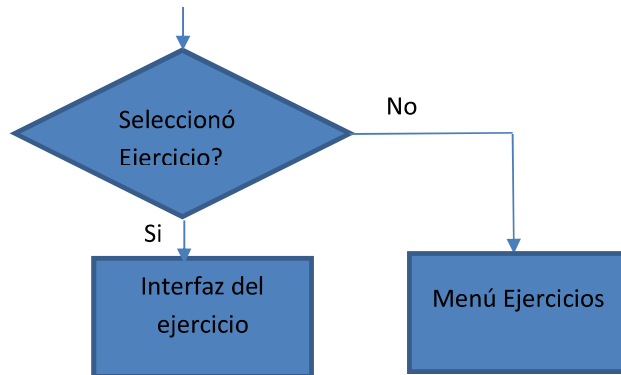 Seleccionó
Ejercicio?
No
Si
Interfaz del
ejercicio
Menú Ejercicios